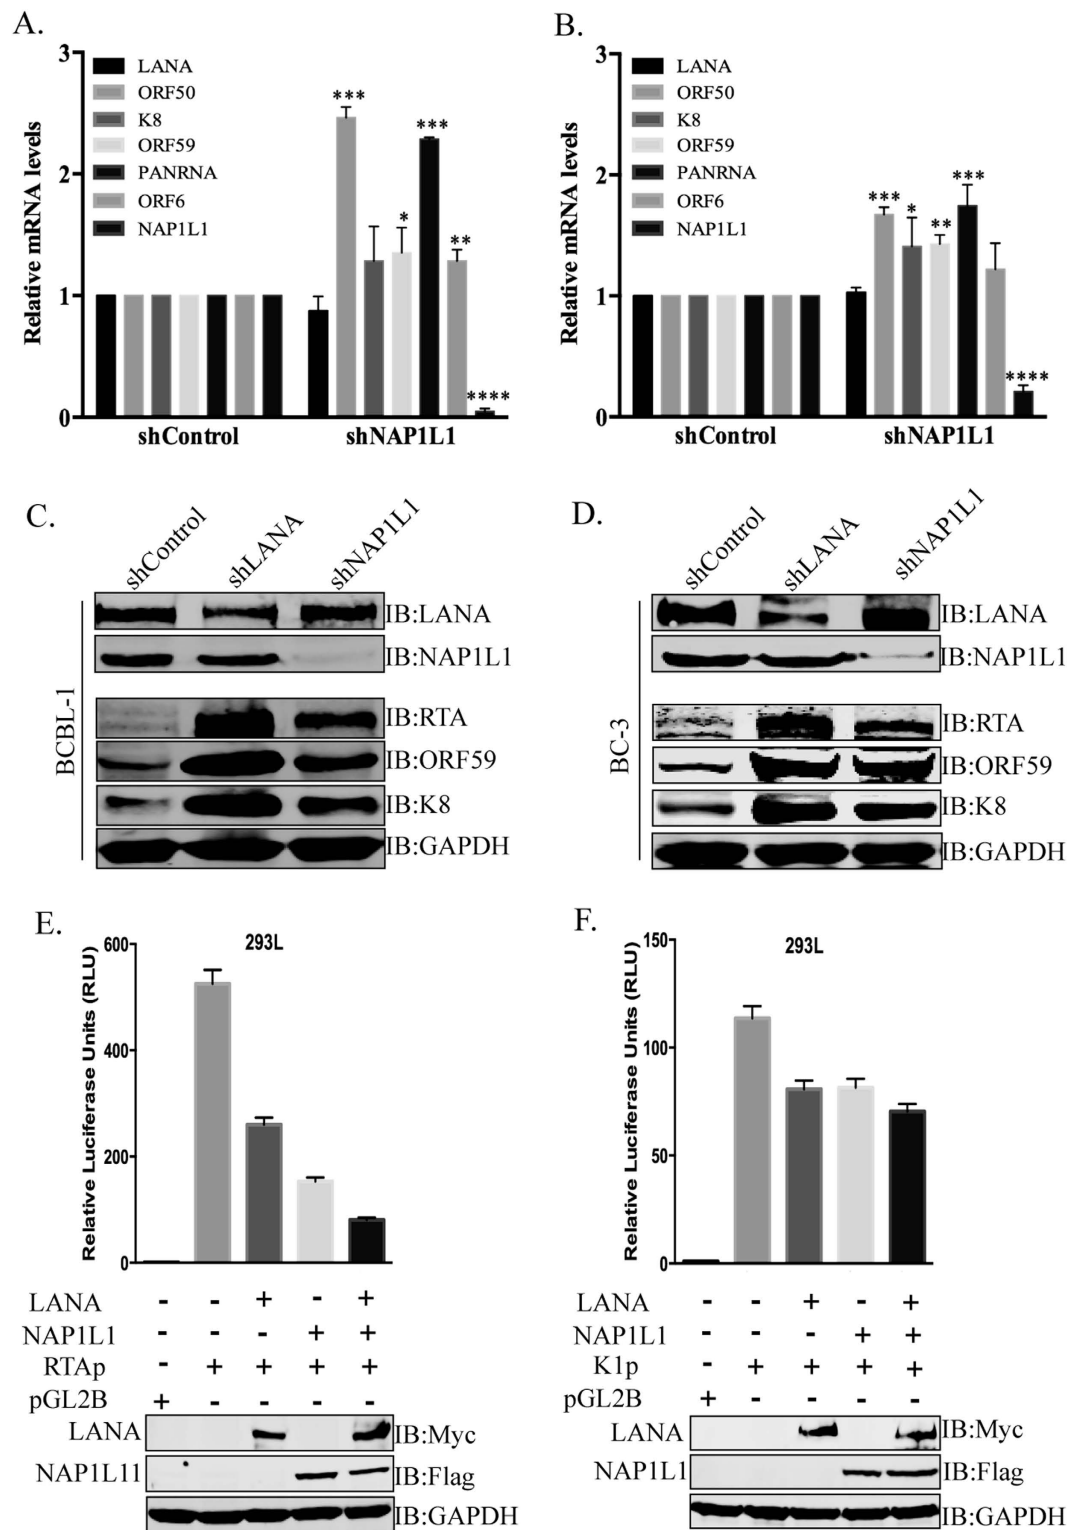 A.
3
2
1
0
Relative mRNA levels
LANA
ORF50
K8
ORF59
PANRNA
ORF6
NAP1L1
***
*
***
**
****
shControl
shNAP1L1
B.
3
2
1
0
Relative mRNA levels
LANA
ORF50
K8
ORF59
PANRNA
ORF6
NAP1L1
***
*
**
***
****
shControl
shNAP1L1
C.
shControl
shLANA
shNAP1L1
BCBL-1
IB:LANA
IB:NAP1L1
IB:RTA
IB:ORF59
IB:K8
IB:GAPDH
D.
shControl
shLANA
shNAP1L1
BC-3
IB:LANA
IB:NAP1L1
IB:RTA
IB:ORF59
IB:K8
IB:GAPDH
E.
293L
Relative Luciferase Units (RLU)
600
400
200
0
LANA - - + - +
NAP1L1 - - - + +
RTAp - + + + +
pGL2B + - - - -
LANA IB:Myc
NAP1L11 IB:Flag
IB:GAPDH
F.
293L
Relative Luciferase Units (RLU)
150
100
50
0
LANA - - + - +
NAP1L1 - - - + +
K1p - + + + +
pGL2B + - - - -
LANA IB:Myc
NAP1L1 IB:Flag
IB:GAPDH